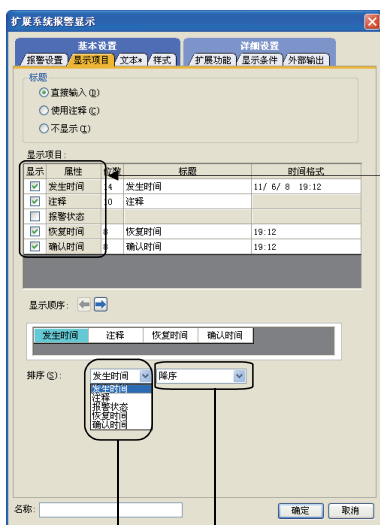 扩展系统报警显示
基本设置 详细设置
报警设置 显示项目 文本* 样式 扩展功能 显示条件 外部输出
标题
直接输入(D)
使用注释(C)
不显示(I)
显示项目:
显示 属性 位数 标题 时间格式
发生时间 14 发生时间 11/ 6/ 8 19:12
注释 10 注释
报警状态
恢复时间 8 恢复时间 19:12
确认时间 8 确认时间 19:12
显示顺序:
发生时间 注释 恢复时间 确认时间
排序(S): 发生时间 降序
发生时间
注释
报警状态
恢复时间
确认时间
名称: 确定 取消